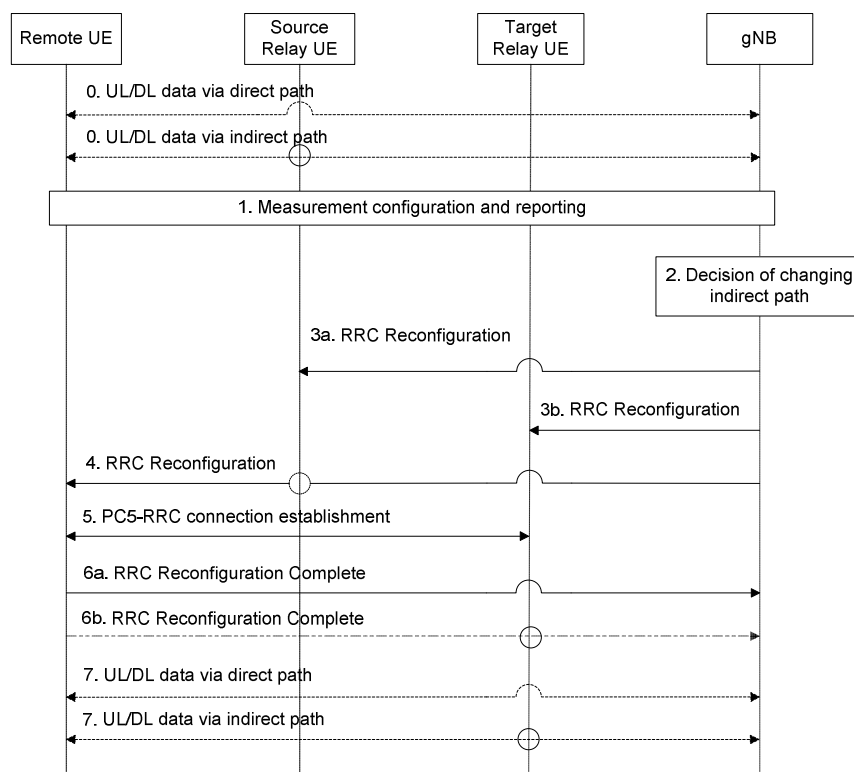 Remote UE
Source
Relay UE
Target
Relay UE
gNB
0. UL/DL data via direct path
0. UL/DL data via indirect path
1. Measurement configuration and reporting
2. Decision of changing
indirect path
3a. RRC Reconfiguration
3b. RRC Reconfiguration
4. RRC Reconfiguration
5. PC5-RRC connection establishment
6a. RRC Reconfiguration Complete
6b. RRC Reconfiguration Complete
7. UL/DL data via direct path
7. UL/DL data via indirect path